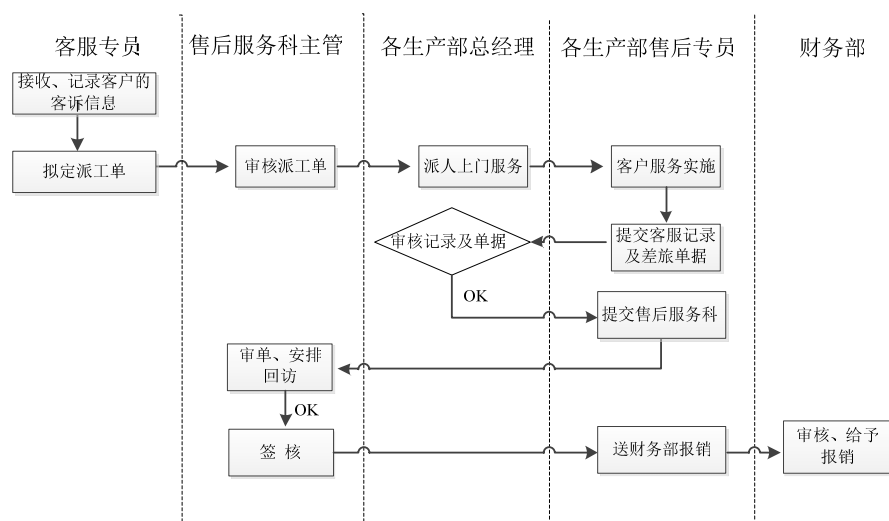 客服专员
售后服务科主管
各生产部总经理
各生产部售后专员
财务部
接收、记录客户的
客诉信息
拟定派工单
审核派工单
派人上门服务
客户服务实施
审核记录及单据
提交客服记录
及差旅单据
OK
提交售后服务科
审单、安排
回访
OK
签 核
送财务部报销
审核、给予
报销